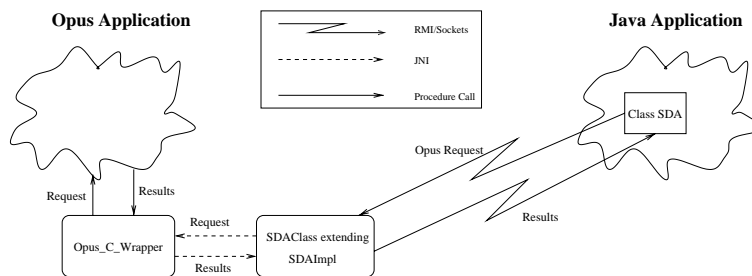 Opus Application
Java Application
RMI/Sockets
JNI
Procedure Call
Class SDA
Opus Request
Request
Results
Results
Opus_C_Wrapper
Request
Results
SDAClass extending
SDAImpl